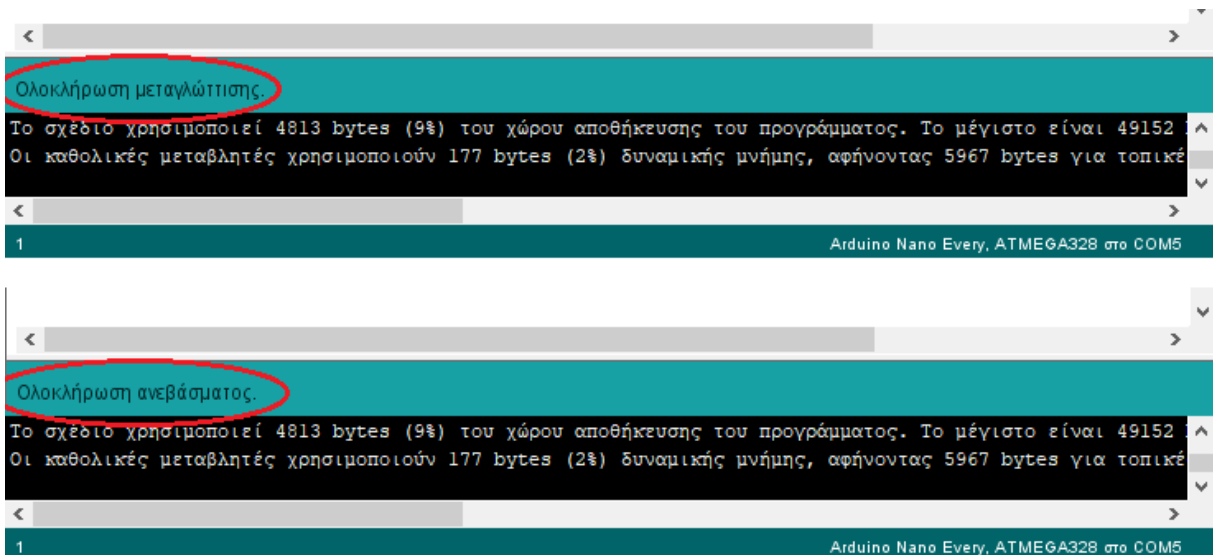 Ολοκλήρωση μεταγλώττισης.
Το σχέδιο χρησιμοποιεί 4813 bytes (9%) του χώρου αποθήκευσης του προγράμματος. Το μέγιστο είναι 49152
Οι καθολικές μεταβλητές χρησιμοποιούν 177 bytes (2%) δυναμικής μνήμης, αφήνοντας 5967 bytes για τοπικέ
1 Arduino Nano Every, ATMEGA328 στο COM5
Ολοκλήρωση ανεβάσματος.
Το σχέδιο χρησιμοποιεί 4813 bytes (9%) του χώρου αποθήκευσης του προγράμματος. Το μέγιστο είναι 49152
Οι καθολικές μεταβλητές χρησιμοποιούν 177 bytes (2%) δυναμικής μνήμης, αφήνοντας 5967 bytes για τοπικέ
1 Arduino Nano Every, ATMEGA328 στο COM5